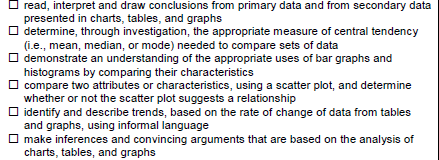 ☐ read, interpret and draw conclusions from primary data and from secondary data
presented in charts, tables, and graphs
☐ determine, through investigation, the appropriate measure of central tendency
(i.e., mean, median, or mode) needed to compare sets of data
☐ demonstrate an understanding of the appropriate uses of bar graphs and
histograms by comparing their characteristics
☐ compare two attributes or characteristics, using a scatter plot, and determine
whether or not the scatter plot suggests a relationship
☐ identify and describe trends, based on the rate of change of data from tables
and graphs, using informal language
☐ make inferences and convincing arguments that are based on the analysis of
charts, tables, and graphs